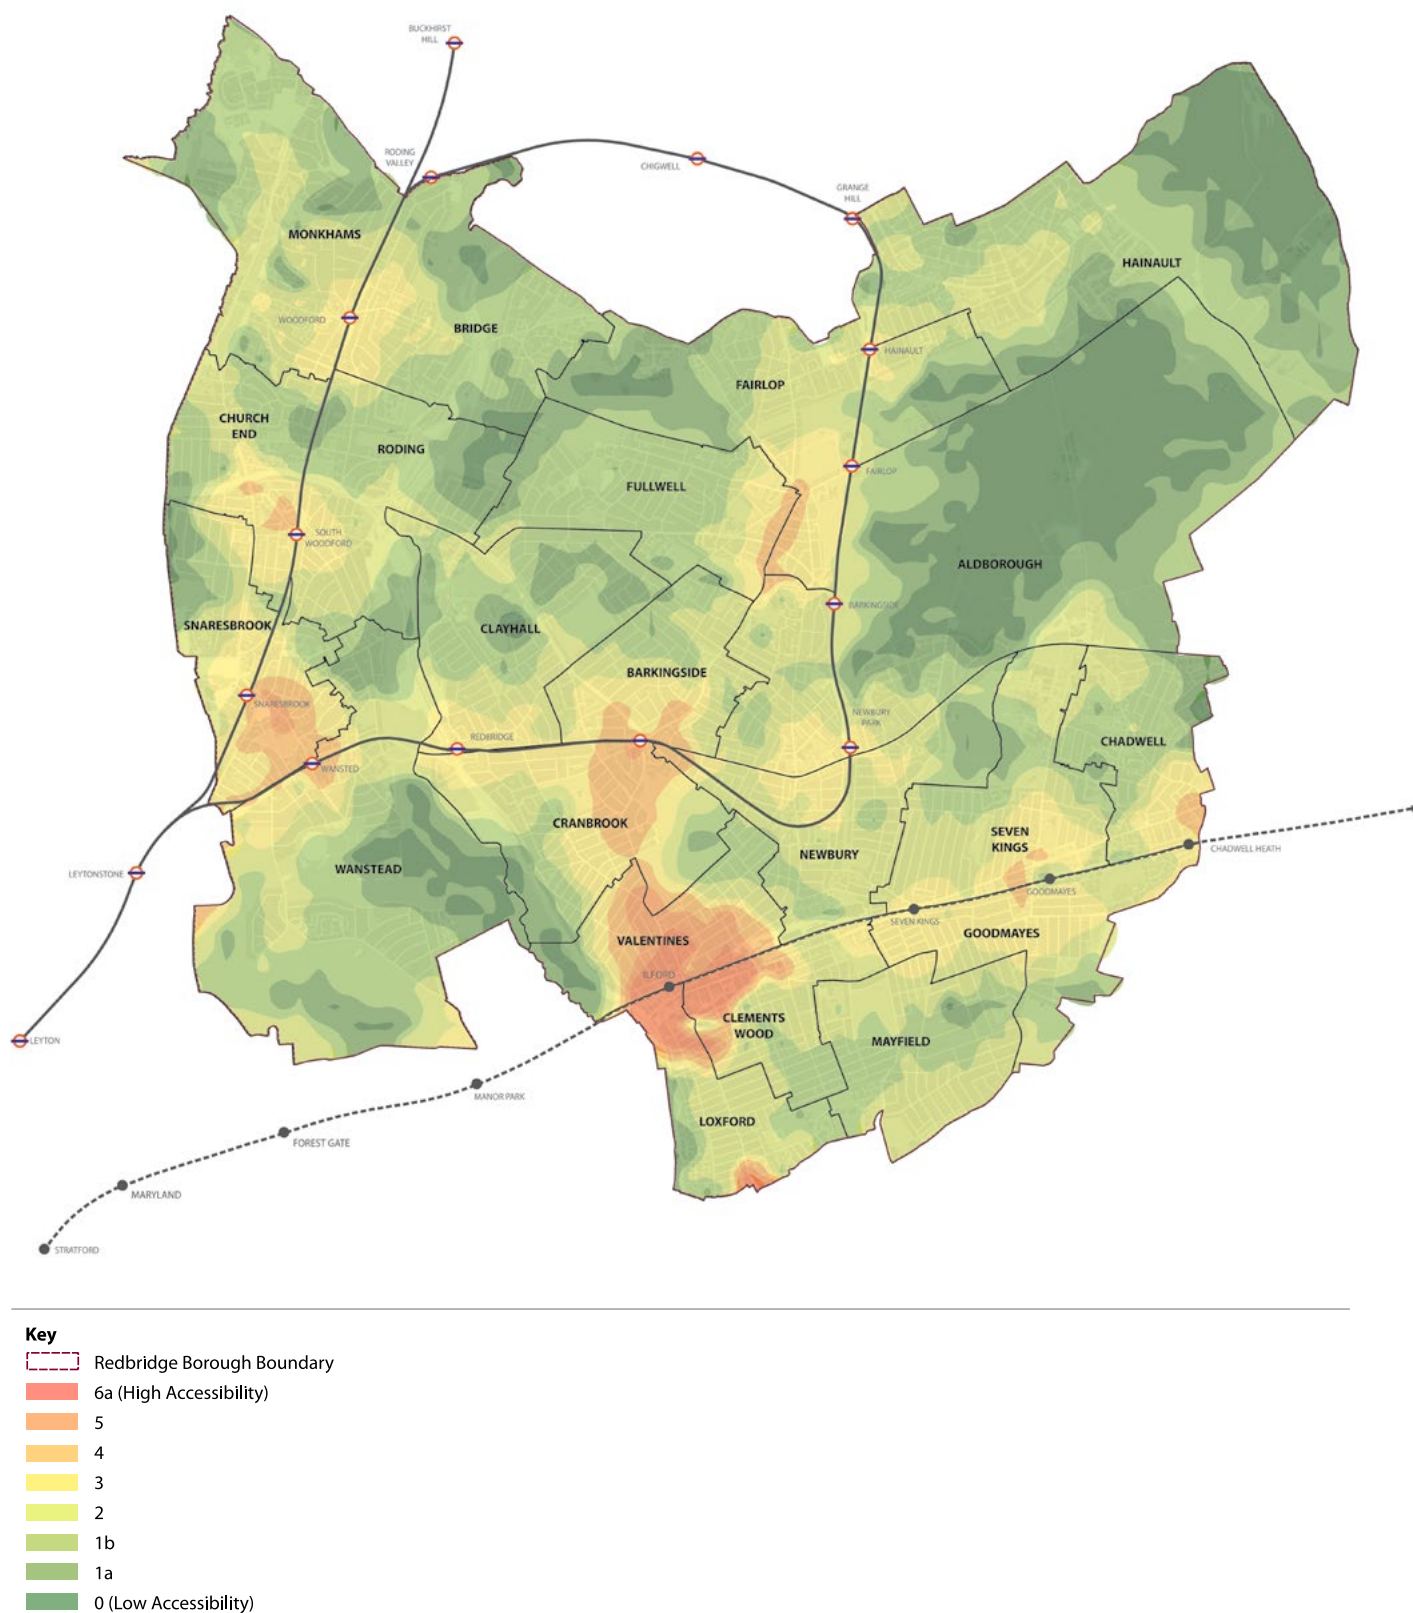 BUCKHIRST
HILL
RODING
VALLEY
CHIGWELL
GRANGE
HILL
MONKHAMS
HAINAULT
WOODFORD
BRIDGE
HAINAULT
FAIRLOP
CHURCH
END
RODING
FAIRLOP
FULLWELL
SOUTH
WOODFORD
ALDBOROUGH
BARKINGSIDE
SNARESBROOK
CLAYHALL
BARKINGSIDE
SNARESBROOK
NEWBURY
PARK
REDBRIDGE
CHADWELL
WANSTED
CRANBROOK
SEVEN
KINGS
CHADWELL HEATH
NEWBURY
WANSTEAD
LEYTONSTONE
GOODMAYES
SEVEN KINGS
GOODMAYES
VALENTINES
ILFORD
CLEMENTS
WOOD
LEYTON
MAYFIELD
MANOR PARK
LOXFORD
FOREST GATE
MARYLAND
STRATFORD
Key
Redbridge Borough Boundary
6a (High Accessibility)
5
4
3
2
1b
1a
0 (Low Accessibility)